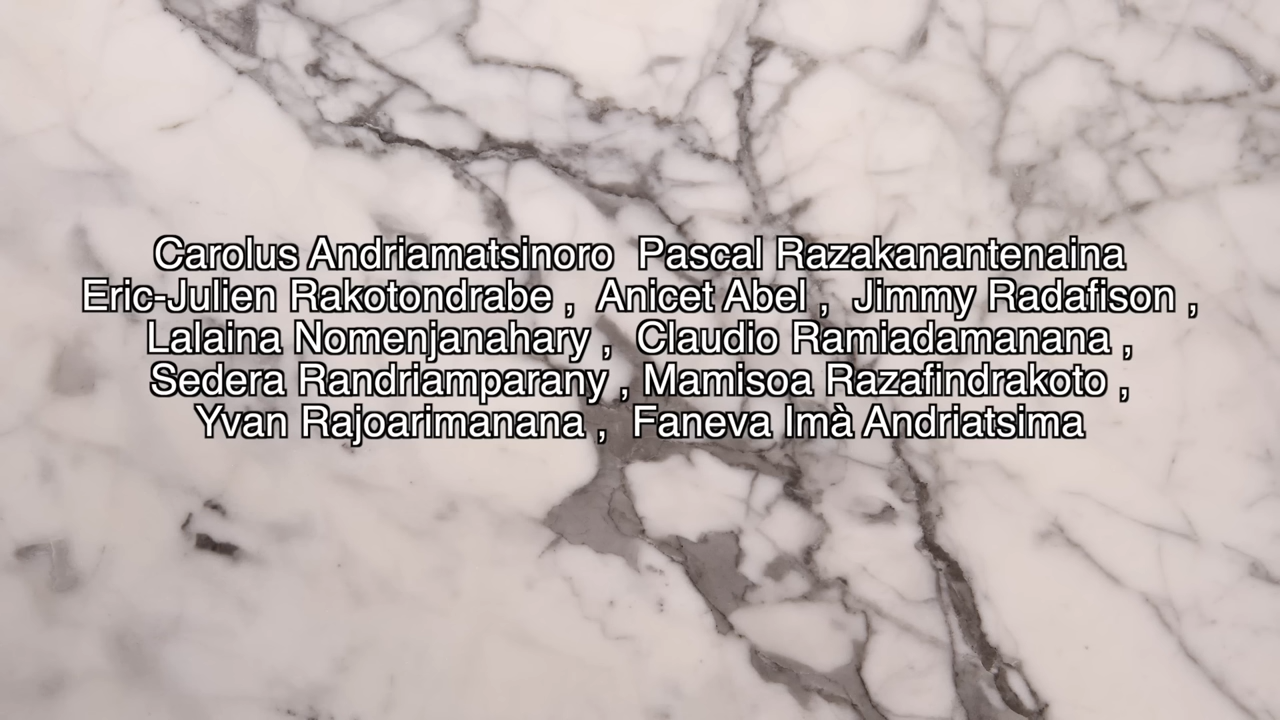 Carolus Andriamatsinoro  Pascal Razakanantenaina
Eric-Julien Rakotondrabe ,  Anicet Abel ,  Jimmy Radafison ,
Lalaina Nomenjanahary ,  Claudio Ramiadamanana ,
Sedera Randriamparany , Mamisoa Razafindrakoto ,
Yvan Rajoarimanana ,  Faneva Imà Andriatsima